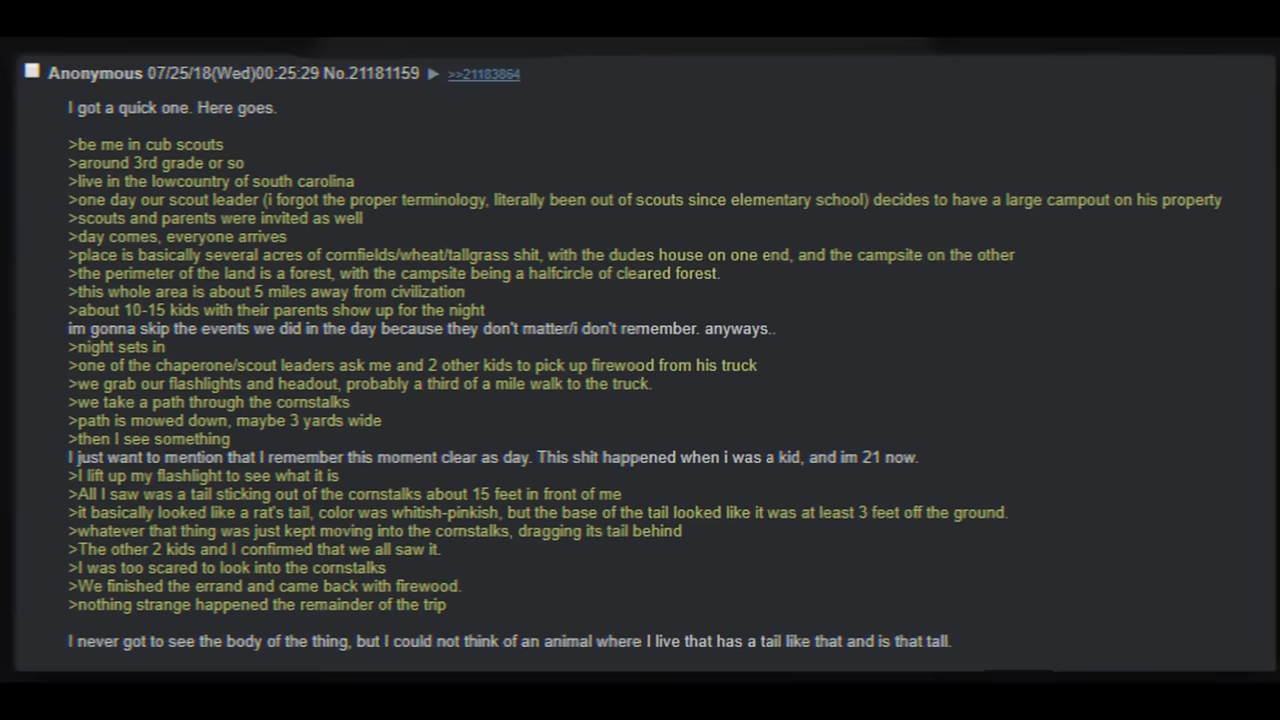 Anonymous 07/25/18(Wed)00:25:29 No.21181159 ▶ >>21183864
I got a quick one. Here goes.
>be me in cub scouts
>around 3rd grade or so
>live in the lowcountry of south carolina
>one day our scout leader (i forgot the proper terminology, literally been out of scouts since elementary school) decides to have a large campout on his property
>scouts and parents were invited as well
>day comes, everyone arrives
>place is basically several acres of cornfields/wheat/tallgrass shit, with the dudes house on one end, and the campsite on the other
>the perimeter of the land is a forest, with the campsite being a halfcircle of cleared forest.
>this whole area is about 5 miles away from civilization
>about 10-15 kids with their parents show up for the night
im gonna skip the events we did in the day because they don't matter/i don't remember. anyways..
>night sets in
>one of the chaperone/scout leaders ask me and 2 other kids to pick up firewood from his truck
>we grab our flashlights and headout, probably a third of a mile walk to the truck.
>we take a path through the cornstalks
>path is mowed down, maybe 3 yards wide
>then I see something
I just want to mention that I remember this moment clear as day. This shit happened when i was a kid, and im 21 now.
>I lift up my flashlight to see what it is
>All I saw was a tail sticking out of the cornstalks about 15 feet in front of me
>it basically looked like a rat's tail, color was whitish-pinkish, but the base of the tail looked like it was at least 3 feet off the ground.
>whatever that thing was just kept moving into the cornstalks, dragging its tail behind
>The other 2 kids and I confirmed that we all saw it.
>I was too scared to look into the cornstalks
>We finished the errand and came back with firewood.
>nothing strange happened the remainder of the trip
I never got to see the body of the thing, but I could not think of an animal where I live that has a tail like that and is that tall.